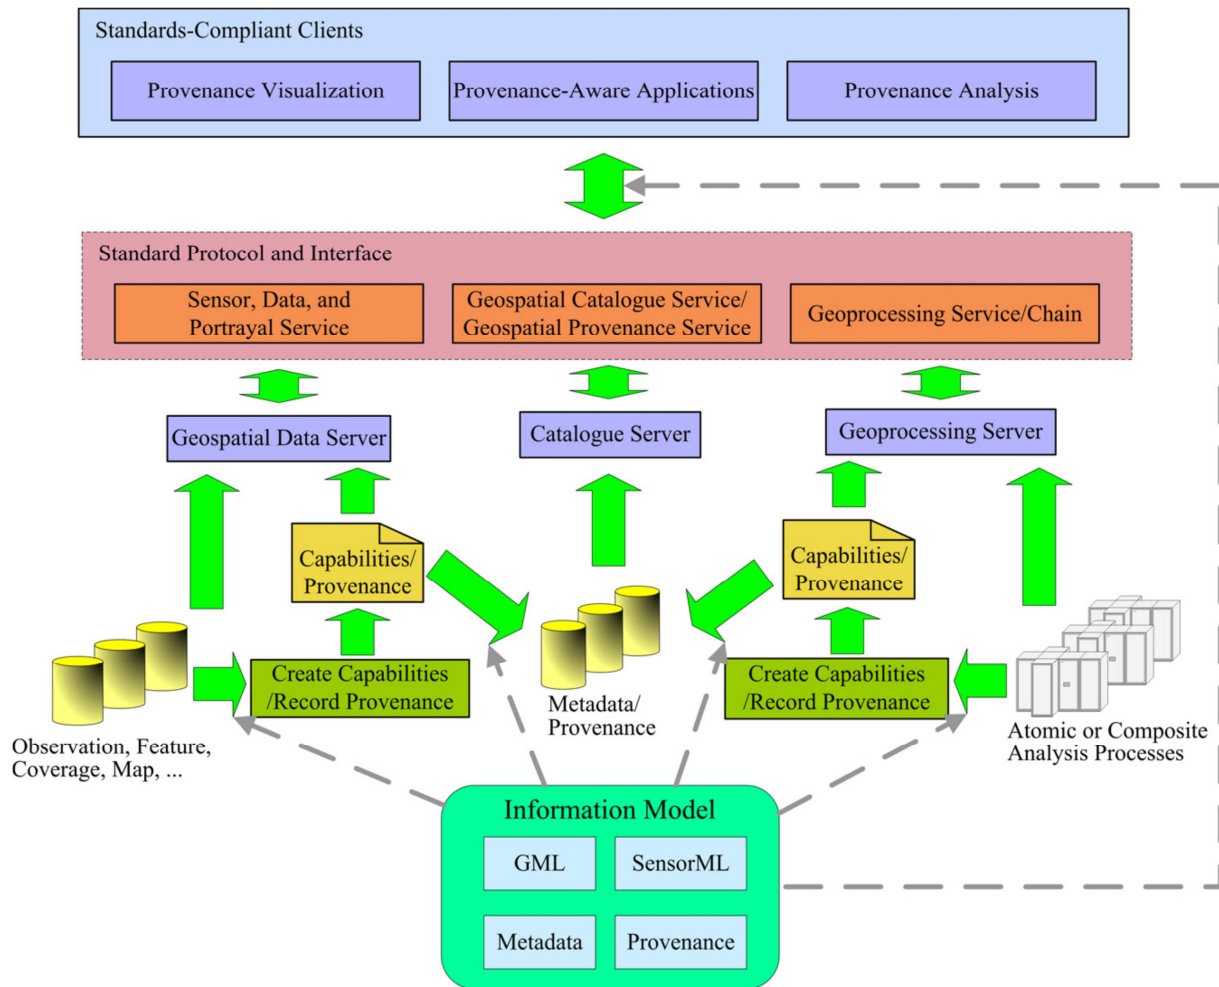 Standards-Compliant Clients
Provenance Visualization
Provenance-Aware Applications
Provenance Analysis
Standard Protocol and Interface
Sensor, Data, and
Portrayal Service
Geospatial Catalogue Service/
Geospatial Provenance Service
Geoprocessing Service/Chain
Geospatial Data Server
Catalogue Server
Geoprocessing Server
Capabilities/
Provenance
Capabilities/
Provenance
Create Capabilities
/Record Provenance
Metadata/
Provenance
Create Capabilities
/Record Provenance
Observation, Feature,
Coverage, Map, ...
Atomic or Composite
Analysis Processes
Information Model
GML
SensorML
Metadata
Provenance